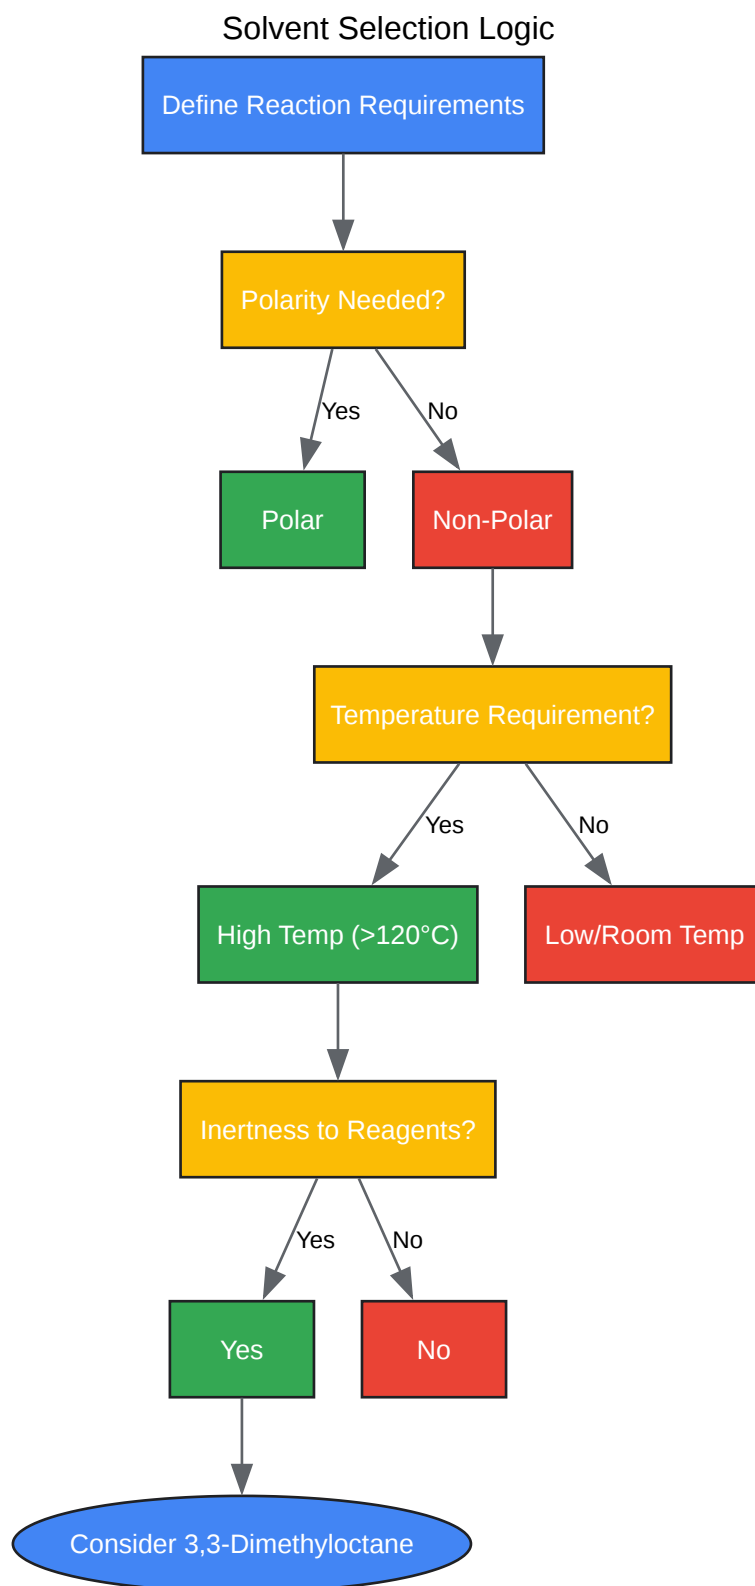 Solvent Selection Logic
Define Reaction Requirements
Polarity Needed?
Yes
No
Polar
Non-Polar
Temperature Requirement?
Yes
No
High Temp (>120°C)
Low/Room Temp
Inertness to Reagents?
Yes
No
Yes
No
Consider 3,3-Dimethyloctane